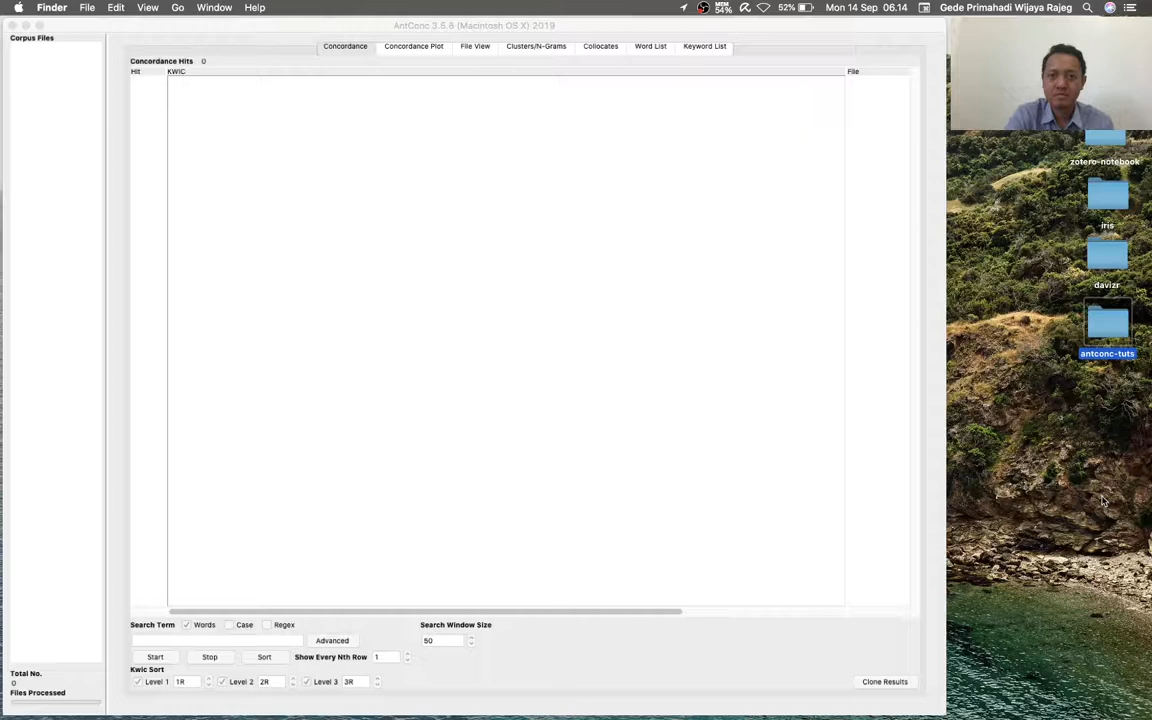 Finder File Edit View Go Window Help MEM 54% 52% Mon 14 Sep 06.14 Gede Primahadi Wijaya Rajeg
AntConc 3.5.8 (Macintosh OS X) 2019
Corpus Files
Concordance Concordance Plot File View Clusters/N-Grams Collocates Word List Keyword List
Concordance Hits 0
Hit KWIC File
zotero-notebook
iris
davizr
antconc-tuts
Search Term Words Case Regex Search Window Size
Advanced 50
Start Stop Sort Show Every Nth Row 1
Kwic Sort
Level 1 1R Level 2 2R Level 3 3R Clone Results
Total No.
0
Files Processed